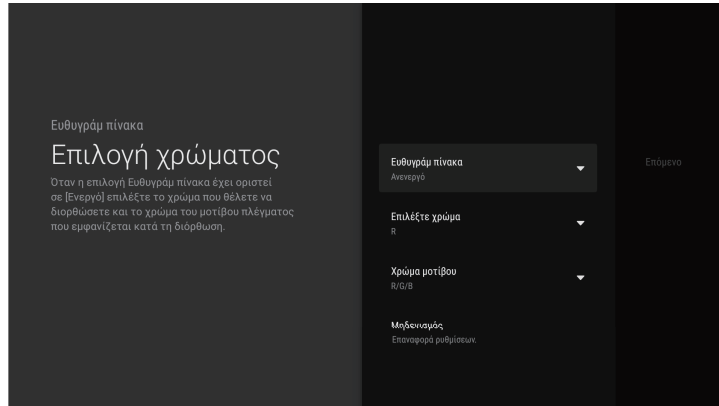 Ευθυγράμ πίνακα
Επιλογή χρώματος
Όταν η επιλογή Ευθυγράμ πίνακα έχει οριστεί
σε [Ενεργό] επιλέξτε το χρώμα που θέλετε να
διορθώσετε και το χρώμα του μοτίβου πλέγματος
που εμφανίζεται κατά τη διόρθωση.
Ευθυγράμ πίνακα
Ανενεργό
Επιλέξτε χρώμα
R
Χρώμα μοτίβου
R/G/B
Μηδενισμός
Επαναφορά ρυθμίσεων.
Επόμενο